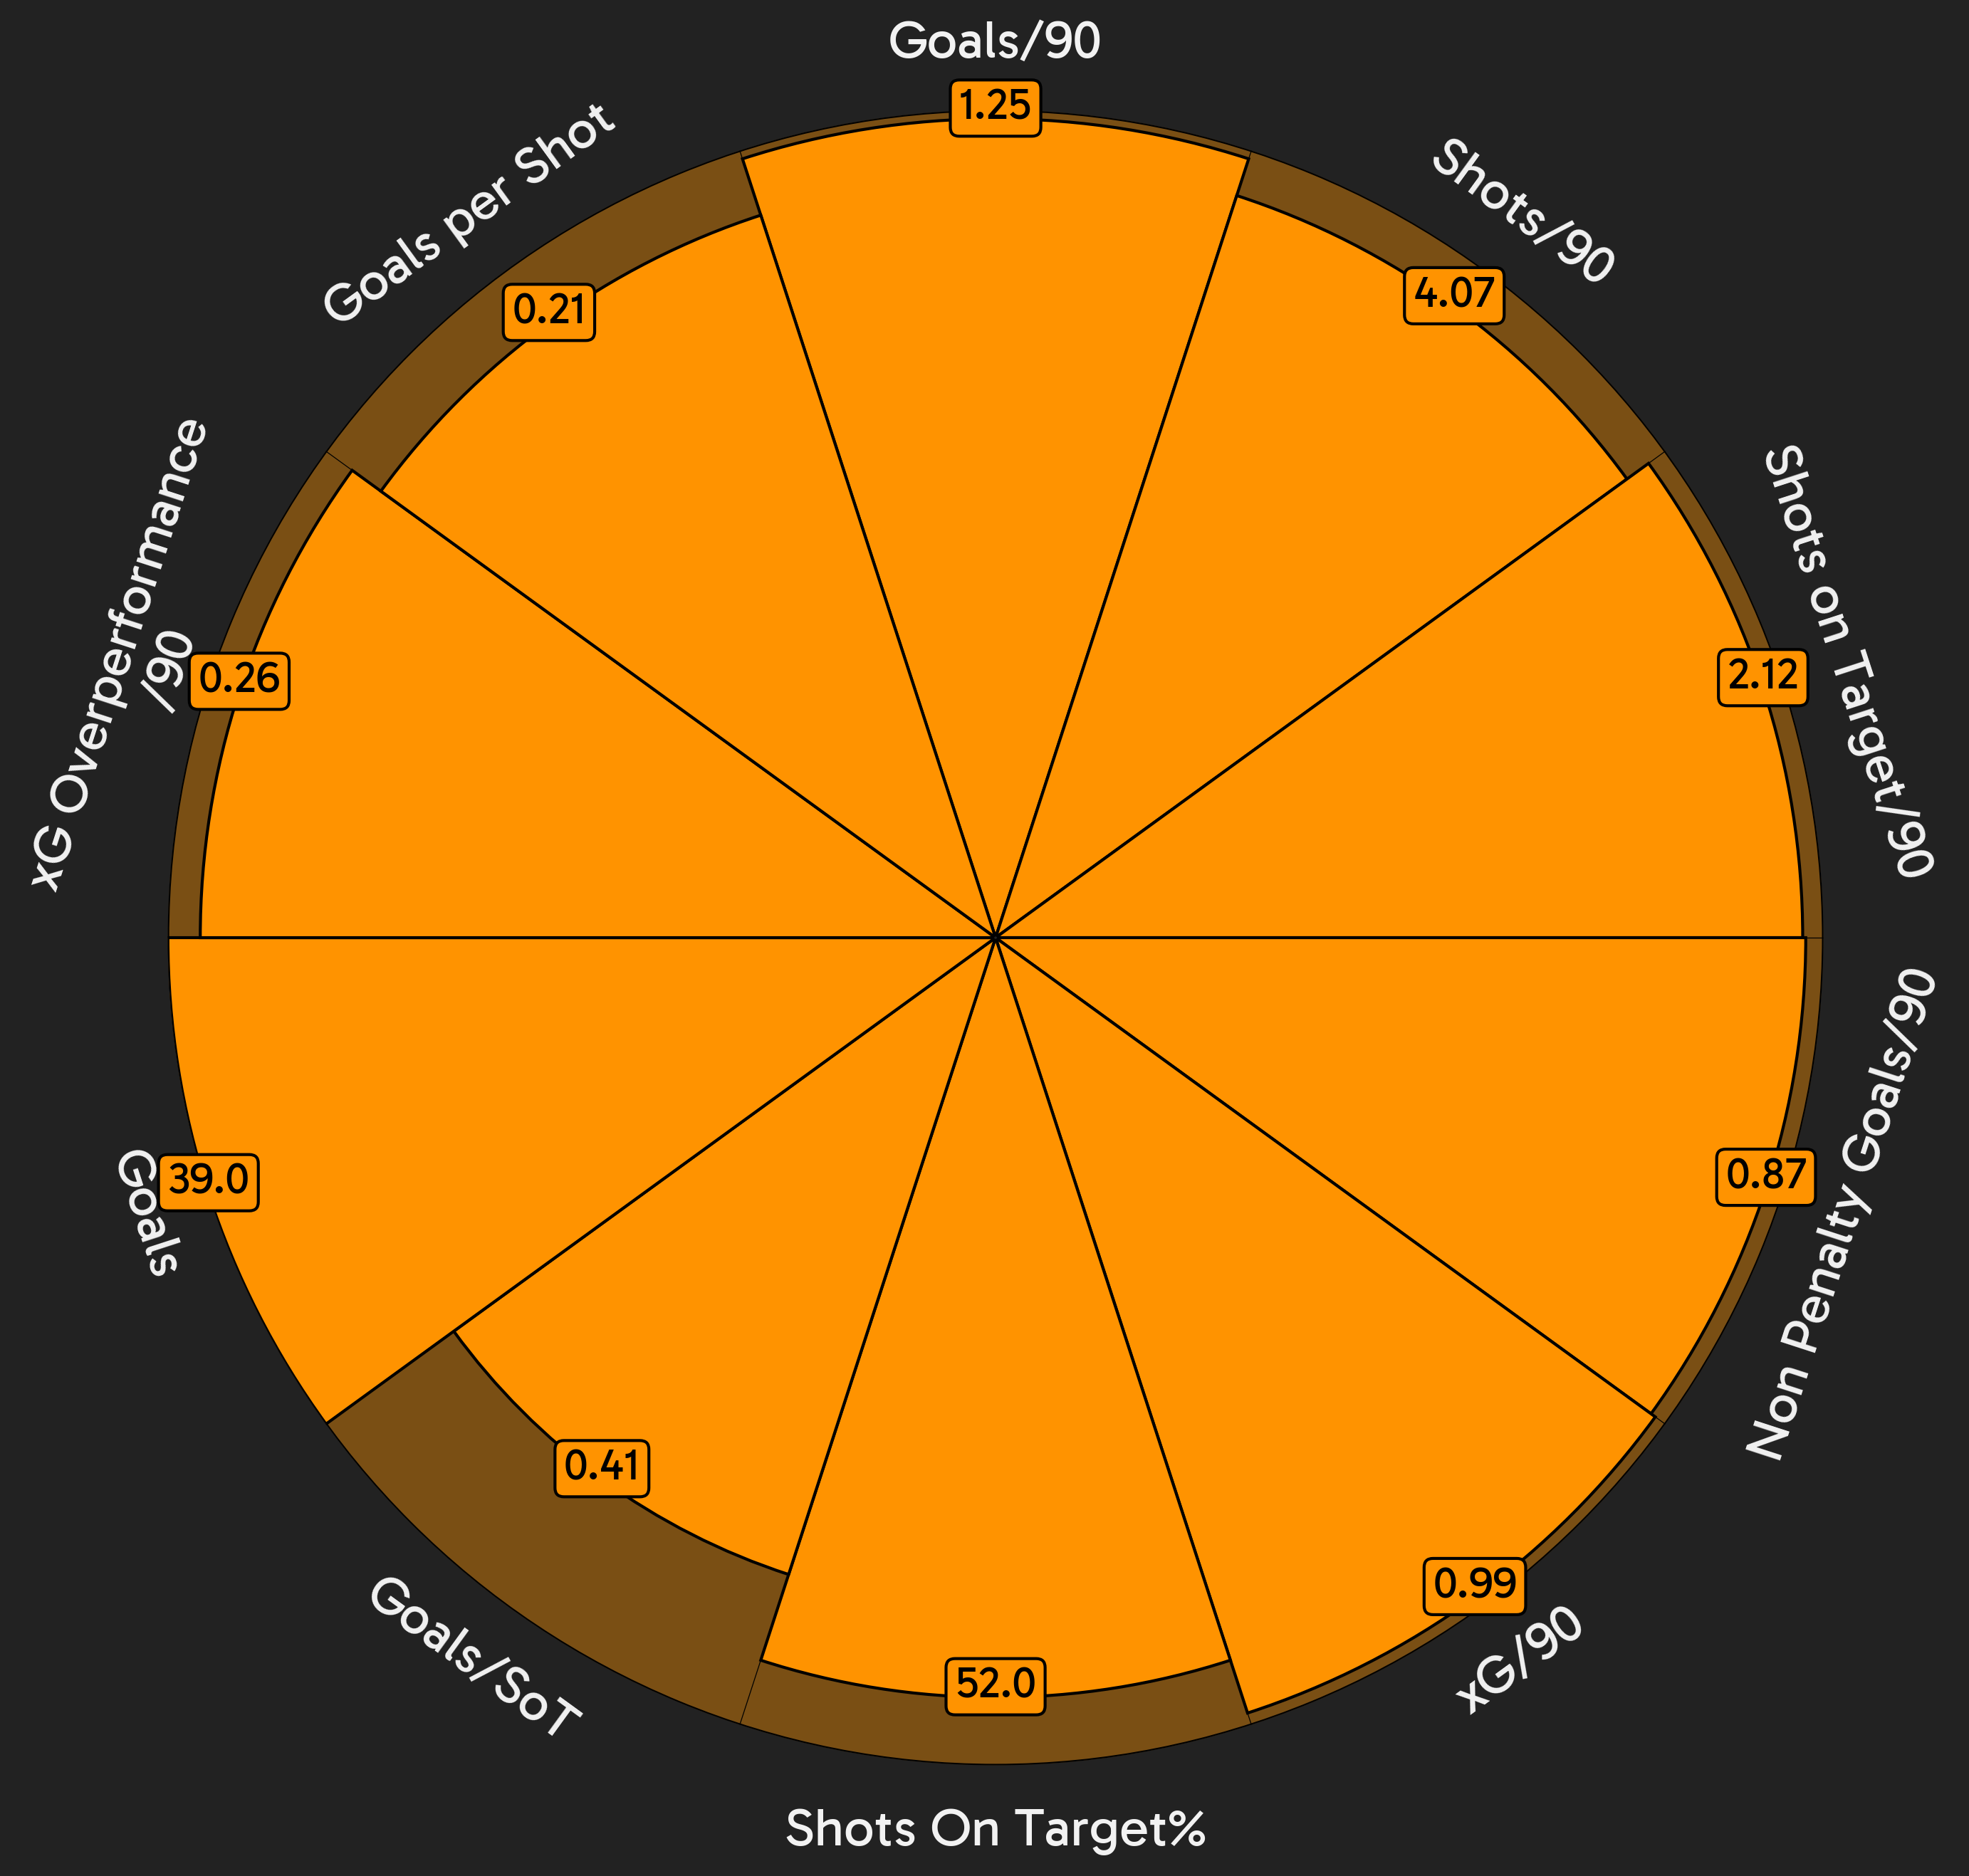 Goals/90
1.25
Shots/90
4.07
Shots on Target/90
2.12
Non Penalty Goals/90
0.87
xG/90
0.99
Shots On Target%
52.0
Goals/SoT
0.41
Goals
39.0
xG Overperformance
/90
0.26
Goals per Shot
0.21